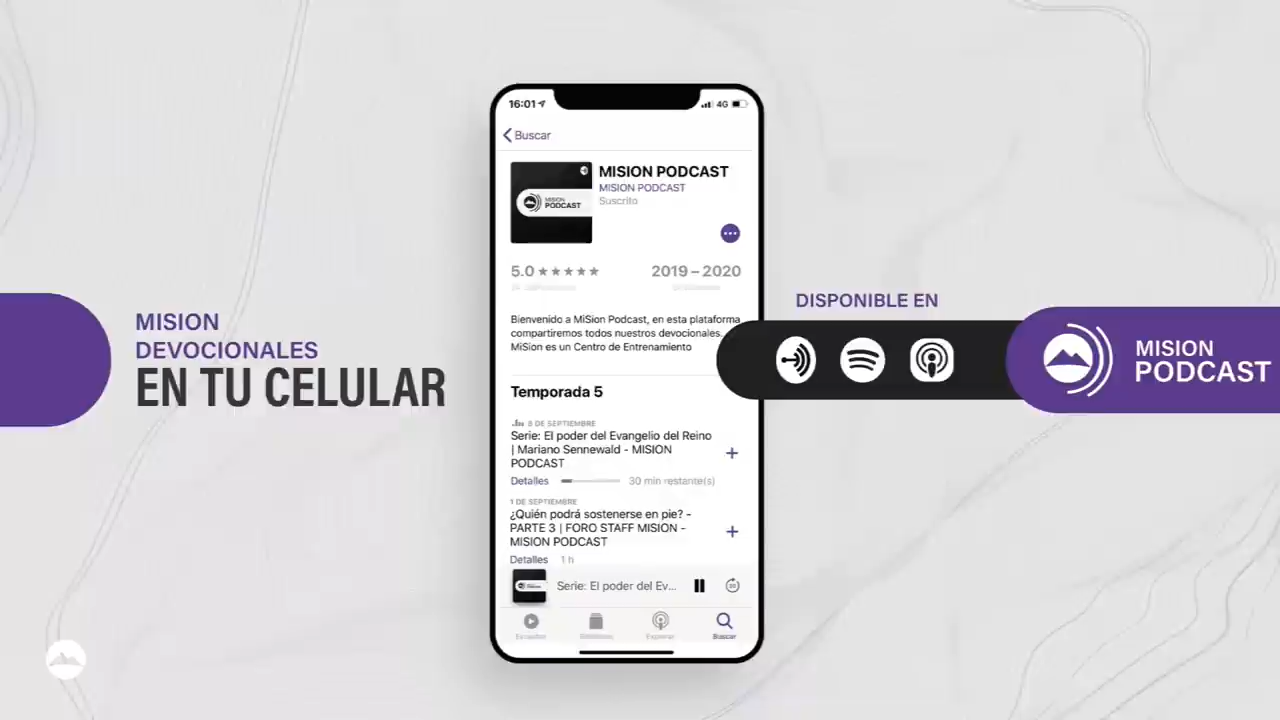 MISION
DEVOCIONALES
EN TU CELULAR
16:01
4G
Buscar
MISION
PODCAST
MISION PODCAST
MISION PODCAST
Suscrito
5.0 ★★★★★
2019 – 2020
Bienvenido a MiSion Podcast, en esta plataforma
compartiremos todos nuestros devocionales.
MiSion es un Centro de Entrenamiento
Temporada 5
8 DE SEPTIEMBRE
Serie: El poder del Evangelio del Reino
| Mariano Sennewald - MISION
PODCAST
Detalles
30 min restante(s)
1 DE SEPTIEMBRE
¿Quién podrá sostenerse en pie? -
PARTE 3 | FORO STAFF MISION -
MISION PODCAST
Detalles
1 h
Serie: El poder del Ev...
30
Escuchar
Explorar
Buscar
DISPONIBLE EN
MISION
PODCAST